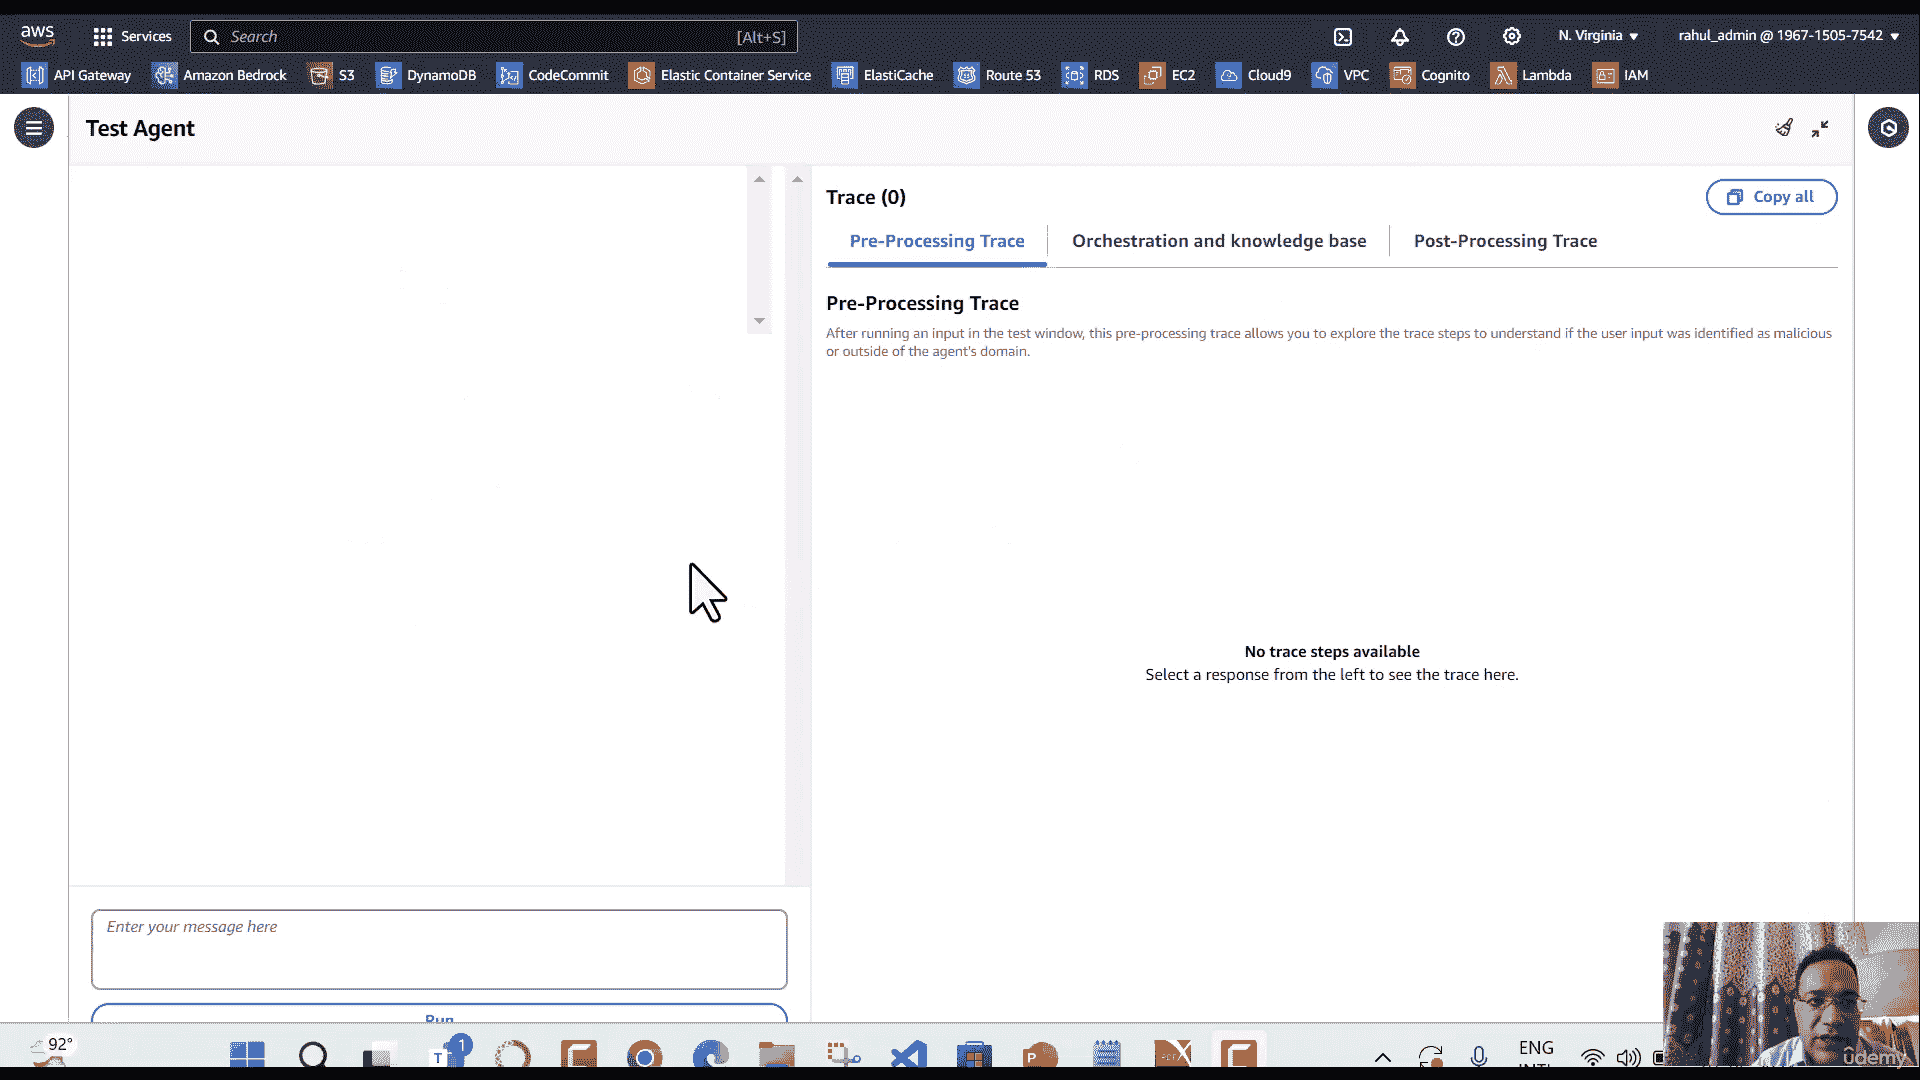 aws Services Search [Alt+S] N. Virginia rahul_admin @ 1967-1505-7542
API Gateway Amazon Bedrock S3 DynamoDB CodeCommit Elastic Container Service ElastiCache Route 53 RDS EC2 Cloud9 VPC Cognito Lambda IAM
Test Agent
Trace (0) Copy all
Pre-Processing Trace Orchestration and knowledge base Post-Processing Trace
Pre-Processing Trace
After running an input in the test window, this pre-processing trace allows you to explore the trace steps to understand if the user input was identified as malicious
or outside of the agent's domain.
No trace steps available
Select a response from the left to see the trace here.
Enter your message here
Run
92° 1 T P ENG
ûdemy